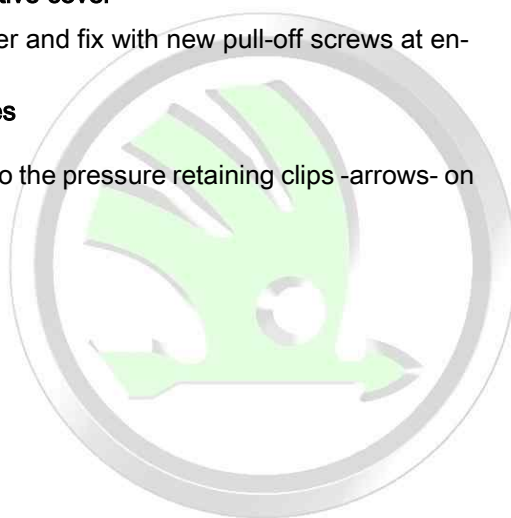 er and fix with new pull-off screws at en-
es
o the pressure retaining clips -arrows- on